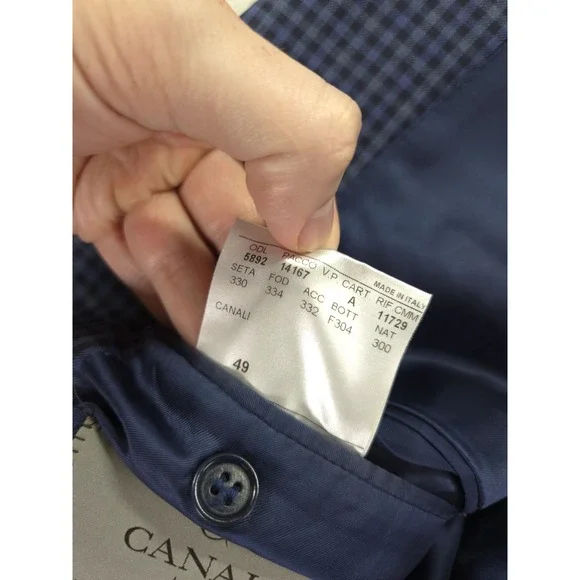 MADE IN ITALY
ODL PACCO V.P. CART RIF.CMM
5892 14167 A 11729
SETA FOD ACC BOTT NAT
330 334 332 F304 300
CANALI
49
CANALI